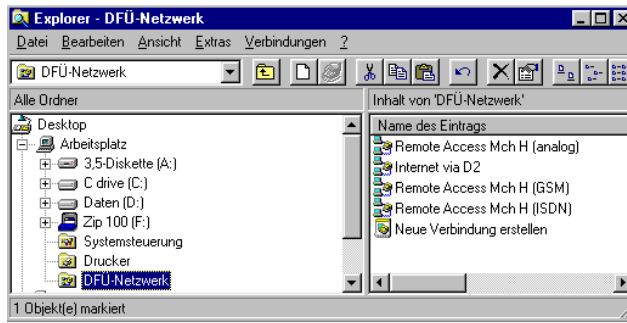 Explorer - DFÜ-Netzwerk
Datei Bearbeiten Ansicht Extras Verbindungen ?
DFÜ-Netzwerk
Alle Ordner
Inhalt von 'DFÜ-Netzwerk'
Desktop
Arbeitsplatz
3,5-Diskette (A:)
C drive (C:)
Daten (D:)
Zip 100 (F:)
Systemsteuerung
Drucker
DFÜ-Netzwerk
Name des Eintrags
Remote Access Mch H (analog)
Internet via D2
Remote Access Mch H (GSM)
Remote Access Mch H (ISDN)
Neue Verbindung erstellen
1 Objekt(e) markiert